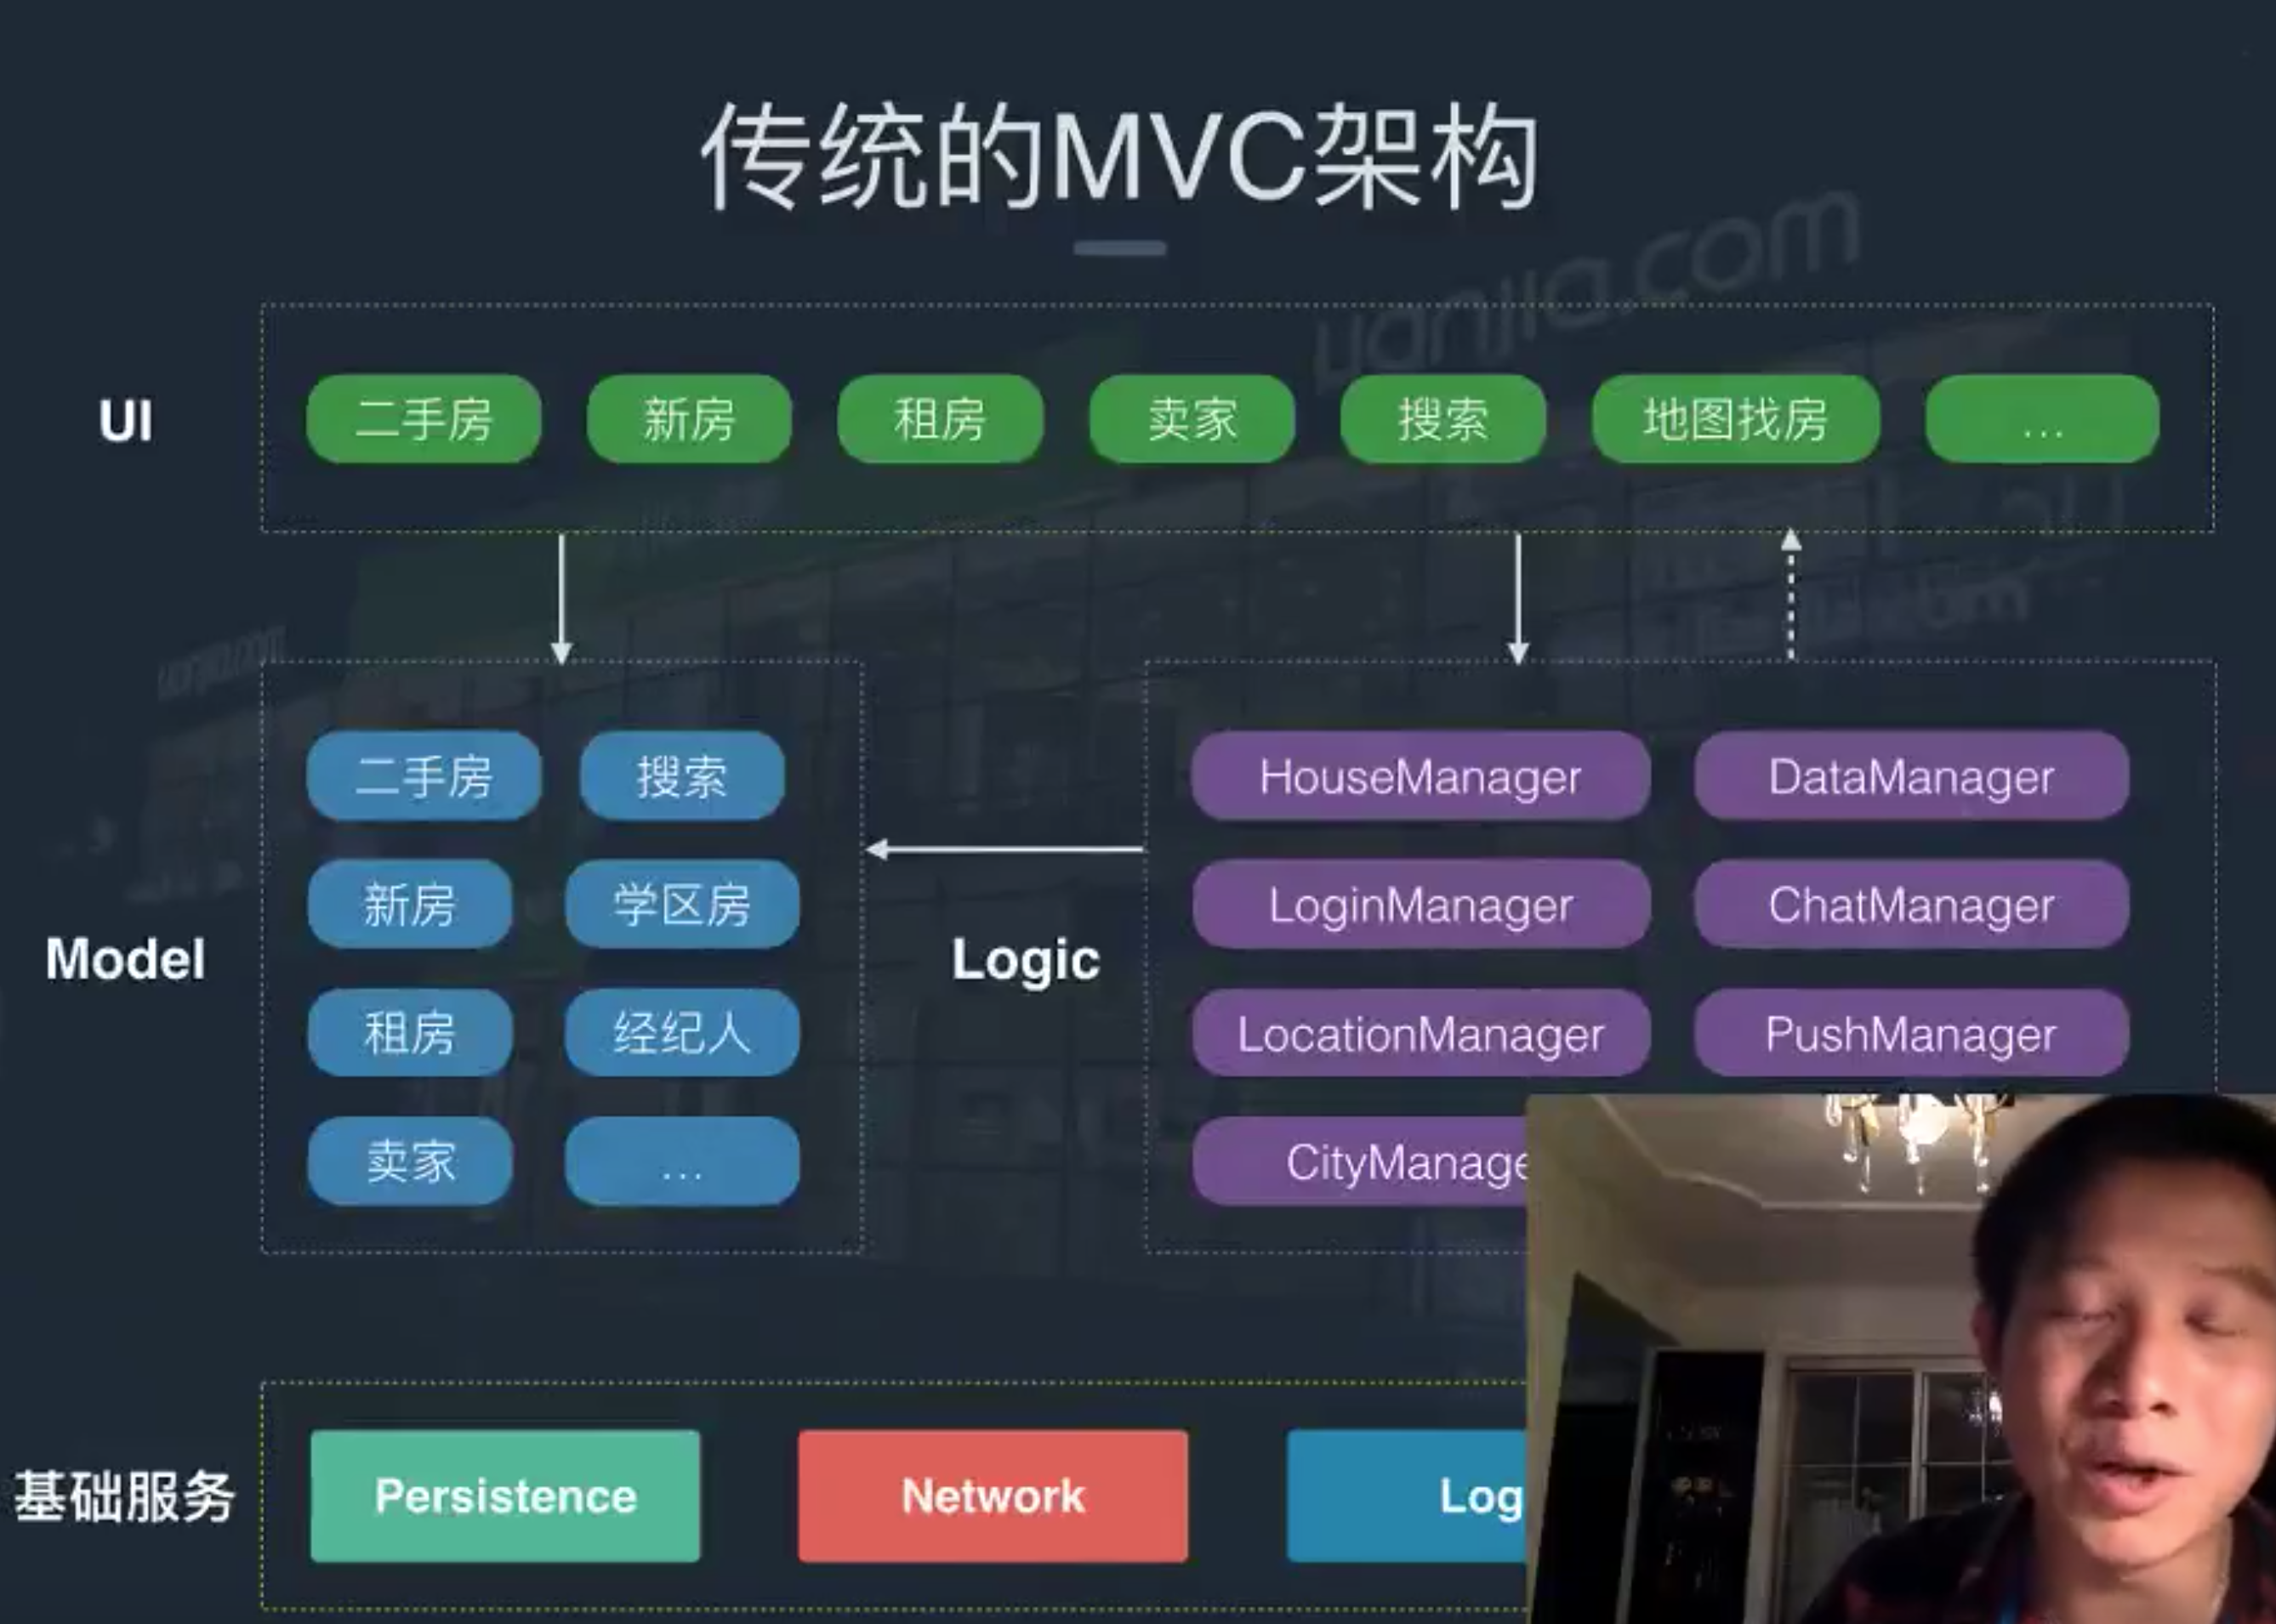 传统的MVC架构
UI
二手房 新房 租房 卖家 搜索 地图找房 ...
Model
二手房 搜索
新房 学区房
租房 经纪人
卖家 ...
Logic
HouseManager DataManager
LoginManager ChatManager
LocationManager PushManager
CityManage
基础服务
Persistence Network Log